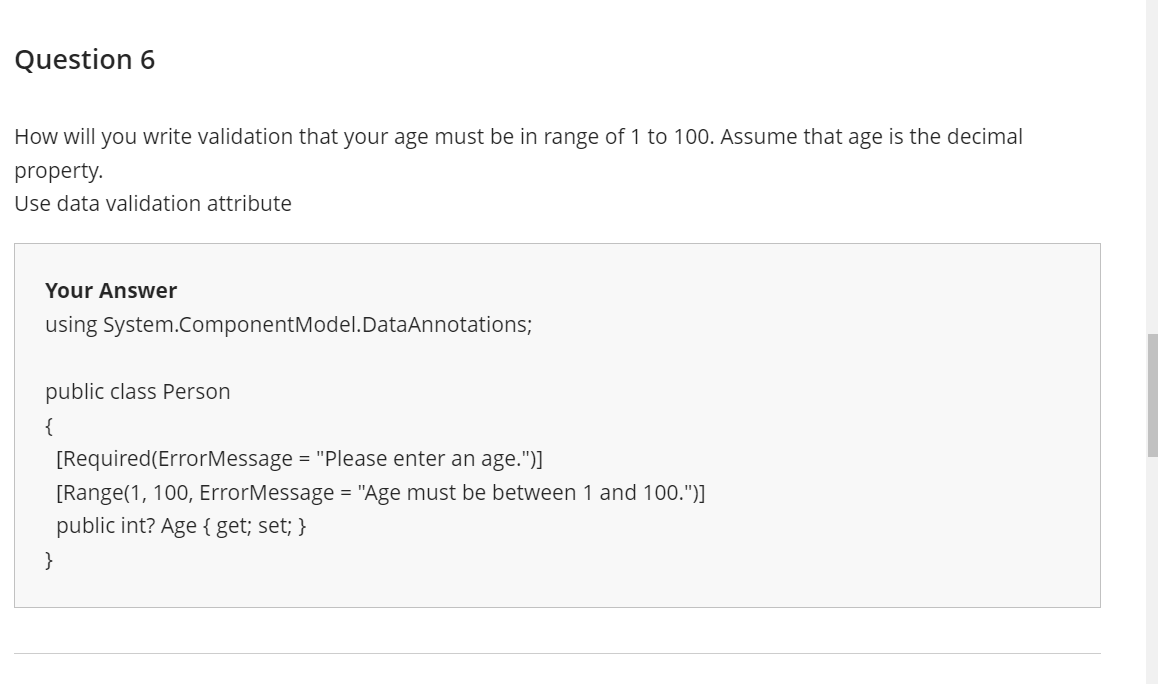 Question 6
How will you write validation that your age must be in range of 1 to 100. Assume that age is the decimal
property.
Use data validation attribute
Your Answer
using System.ComponentModel.DataAnnotations;
public class Person
{
[Required(ErrorMessage = "Please enter an age.")]
[Range(1, 100, ErrorMessage = "Age must be between 1 and 100.")]
public int? Age { get; set; }
}